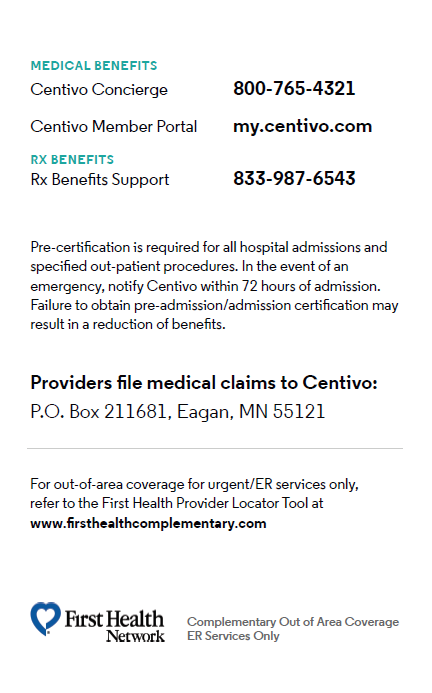 MEDICAL BENEFITS
Centivo Concierge 800-765-4321
Centivo Member Portal my.centivo.com
RX BENEFITS
Rx Benefits Support 833-987-6543
Pre-certification is required for all hospital admissions and
specified out-patient procedures. In the event of an
emergency, notify Centivo within 72 hours of admission.
Failure to obtain pre-admission/admission certification may
result in a reduction of benefits.
Providers file medical claims to Centivo:
P.O. Box 211681, Eagan, MN 55121
For out-of-area coverage for urgent/ER services only,
refer to the First Health Provider Locator Tool at
www.firsthealthcomplementary.com
First Health
Network
Complementary Out of Area Coverage
ER Services Only